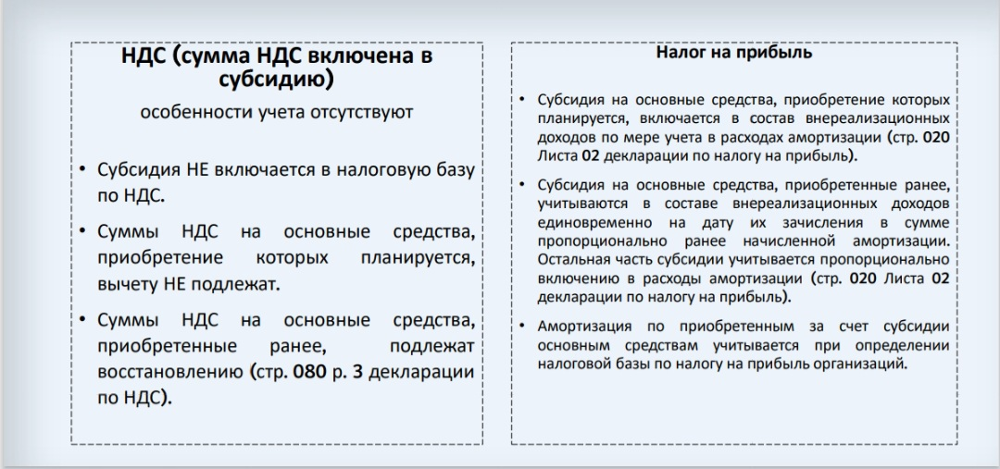 НДС (сумма НДС включена в
субсидию)
особенности учета отсутствуют
• Субсидия НЕ включается в налоговую базу
по НДС.
• Суммы НДС на основные средства,
приобретение которых планируется,
вычету НЕ подлежат.
• Суммы НДС на основные средства,
приобретенные ранее, подлежат
восстановлению (стр. 080 р. 3 декларации
по НДС).
Налог на прибыль
• Субсидия на основные средства, приобретение которых
планируется, включается в состав внереализационных
доходов по мере учета в расходах амортизации (стр. 020
Листа 02 декларации по налогу на прибыль).
• Субсидия на основные средства, приобретенные ранее,
учитываются в составе внереализационных доходов
единовременно на дату их зачисления в сумме
пропорционально ранее начисленной амортизации.
Остальная часть субсидии учитывается пропорционально
включению в расходы амортизации (стр. 020 Листа 02
декларации по налогу на прибыль).
• Амортизация по приобретенным за счет субсидии
основным средствам учитывается при определении
налоговой базы по налогу на прибыль организаций.